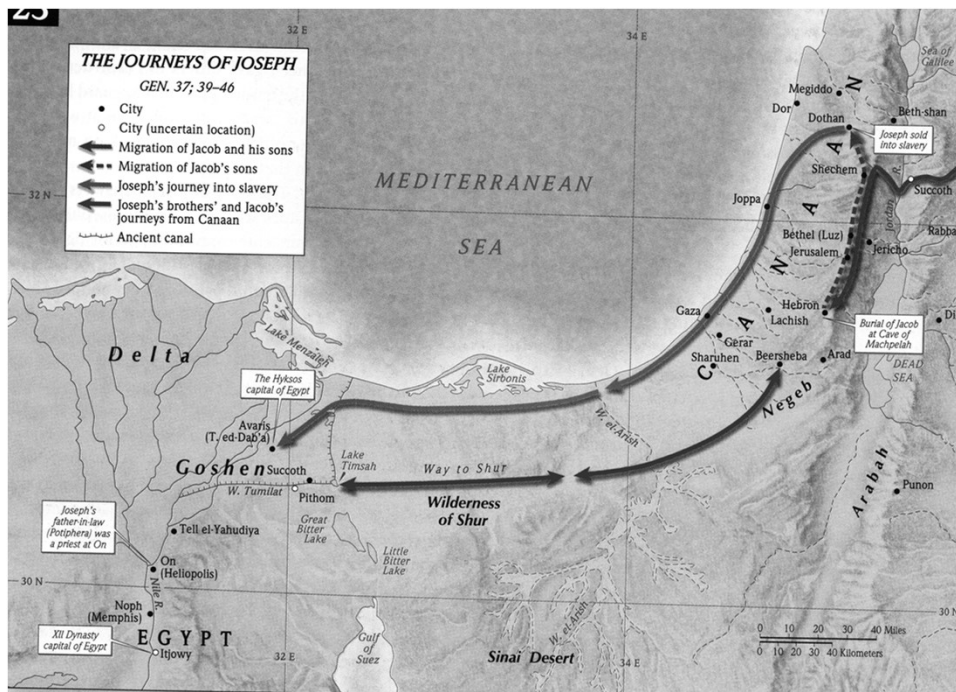 23
THE JOURNEYS OF JOSEPH
GEN. 37; 39–46
City
City (uncertain location)
Migration of Jacob and his sons
Migration of Jacob's sons
Joseph's journey into slavery
Joseph's brothers' and Jacob's
journeys from Canaan
Ancient canal
32 E
34 E
32 N
MEDITERRANEAN
SEA
Sea of
Galilee
Megiddo
Dor
Beth-shan
Dothan
Joseph sold
into slavery
Shechem
Succoth
Jordan
R.
Joppa
Rabba
Bethel (Luz)
Jerusalem
Jericho
CANAAN
Gaza
Hebron
Lachish
Di
Burial of Jacob
at Cave of
Machpelah
Gerar
Sharuhen
Beersheba
Arad
DEAD
SEA
Negeb
Arabah
Punon
Delta
Lake Menzaleh
Lake
Sirbonis
The Hyksos
capital of Egypt
Avaris
(T. ed-Dab'a)
W. el-Arish
Goshen
Succoth
Lake
Timsah
Way to Shur
W. Tumilat
Pithom
Wilderness
of Shur
Joseph's
father-in-law
(Potiphera) was
a priest at On
Tell el-Yahudiya
Great
Bitter
Lake
Little
Bitter
Lake
On
(Heliopolis)
30 N
Nile R.
Noph
(Memphis)
XII Dynasty
capital of Egypt
EGYPT
Itjowy
Gulf
of
Suez
32 E
W. el-Arish
Sinai Desert
34 E
30 N
0 10 20 30 40 Miles
0 10 20 30 40 Kilometers